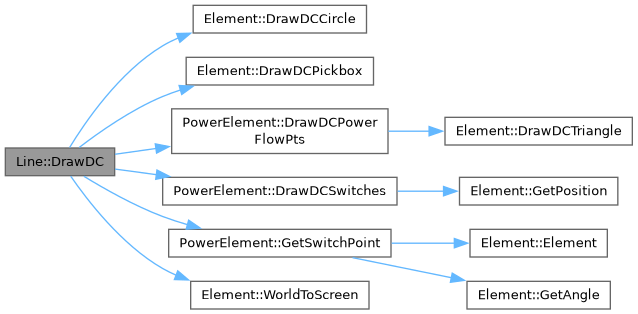 Element::DrawDCCircle
Element::DrawDCPickbox
PowerElement::DrawDCPower
FlowPts
Element::DrawDCTriangle
Line::DrawDC
PowerElement::DrawDCSwitches
Element::GetPosition
PowerElement::GetSwitchPoint
Element::Element
Element::WorldToScreen
Element::GetAngle